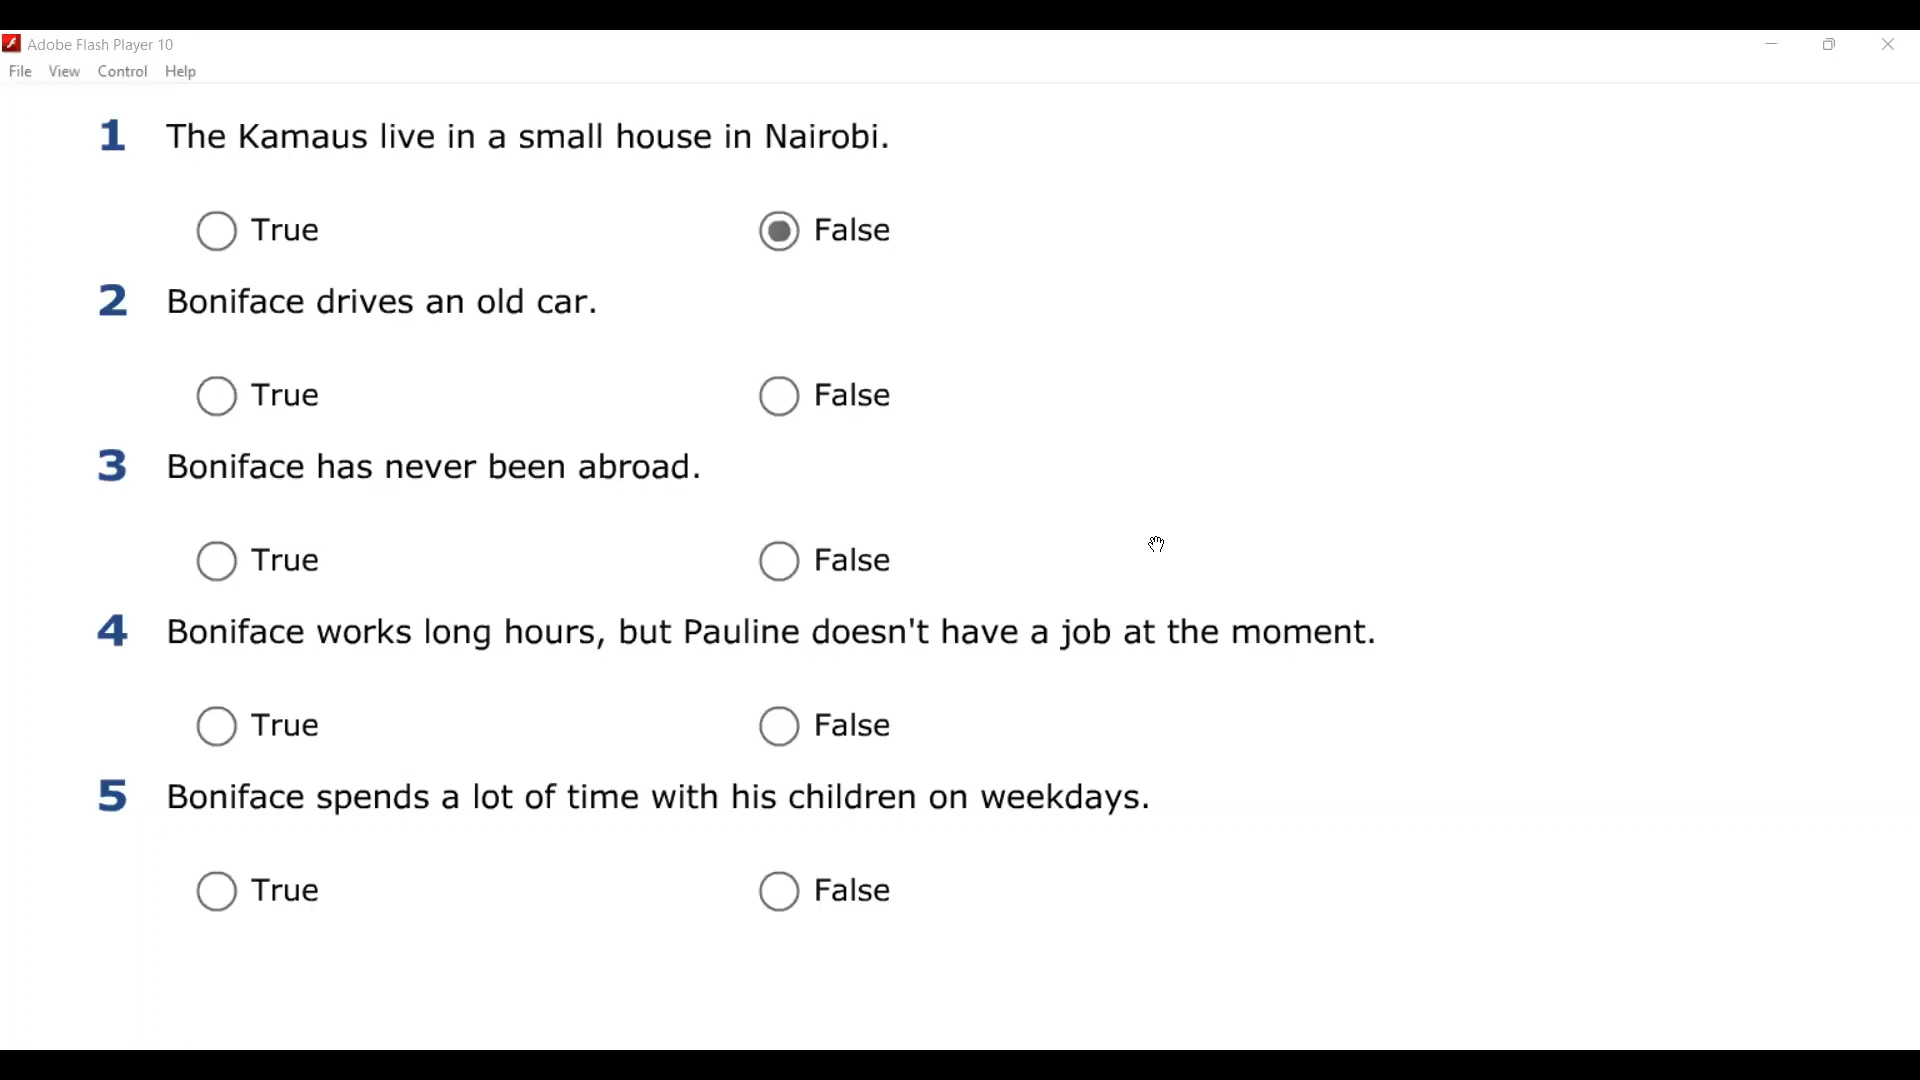 Adobe Flash Player 10
File View Control Help
1 The Kamaus live in a small house in Nairobi.
True False
2 Boniface drives an old car.
True False
3 Boniface has never been abroad.
True False
4 Boniface works long hours, but Pauline doesn't have a job at the moment.
True False
5 Boniface spends a lot of time with his children on weekdays.
True False